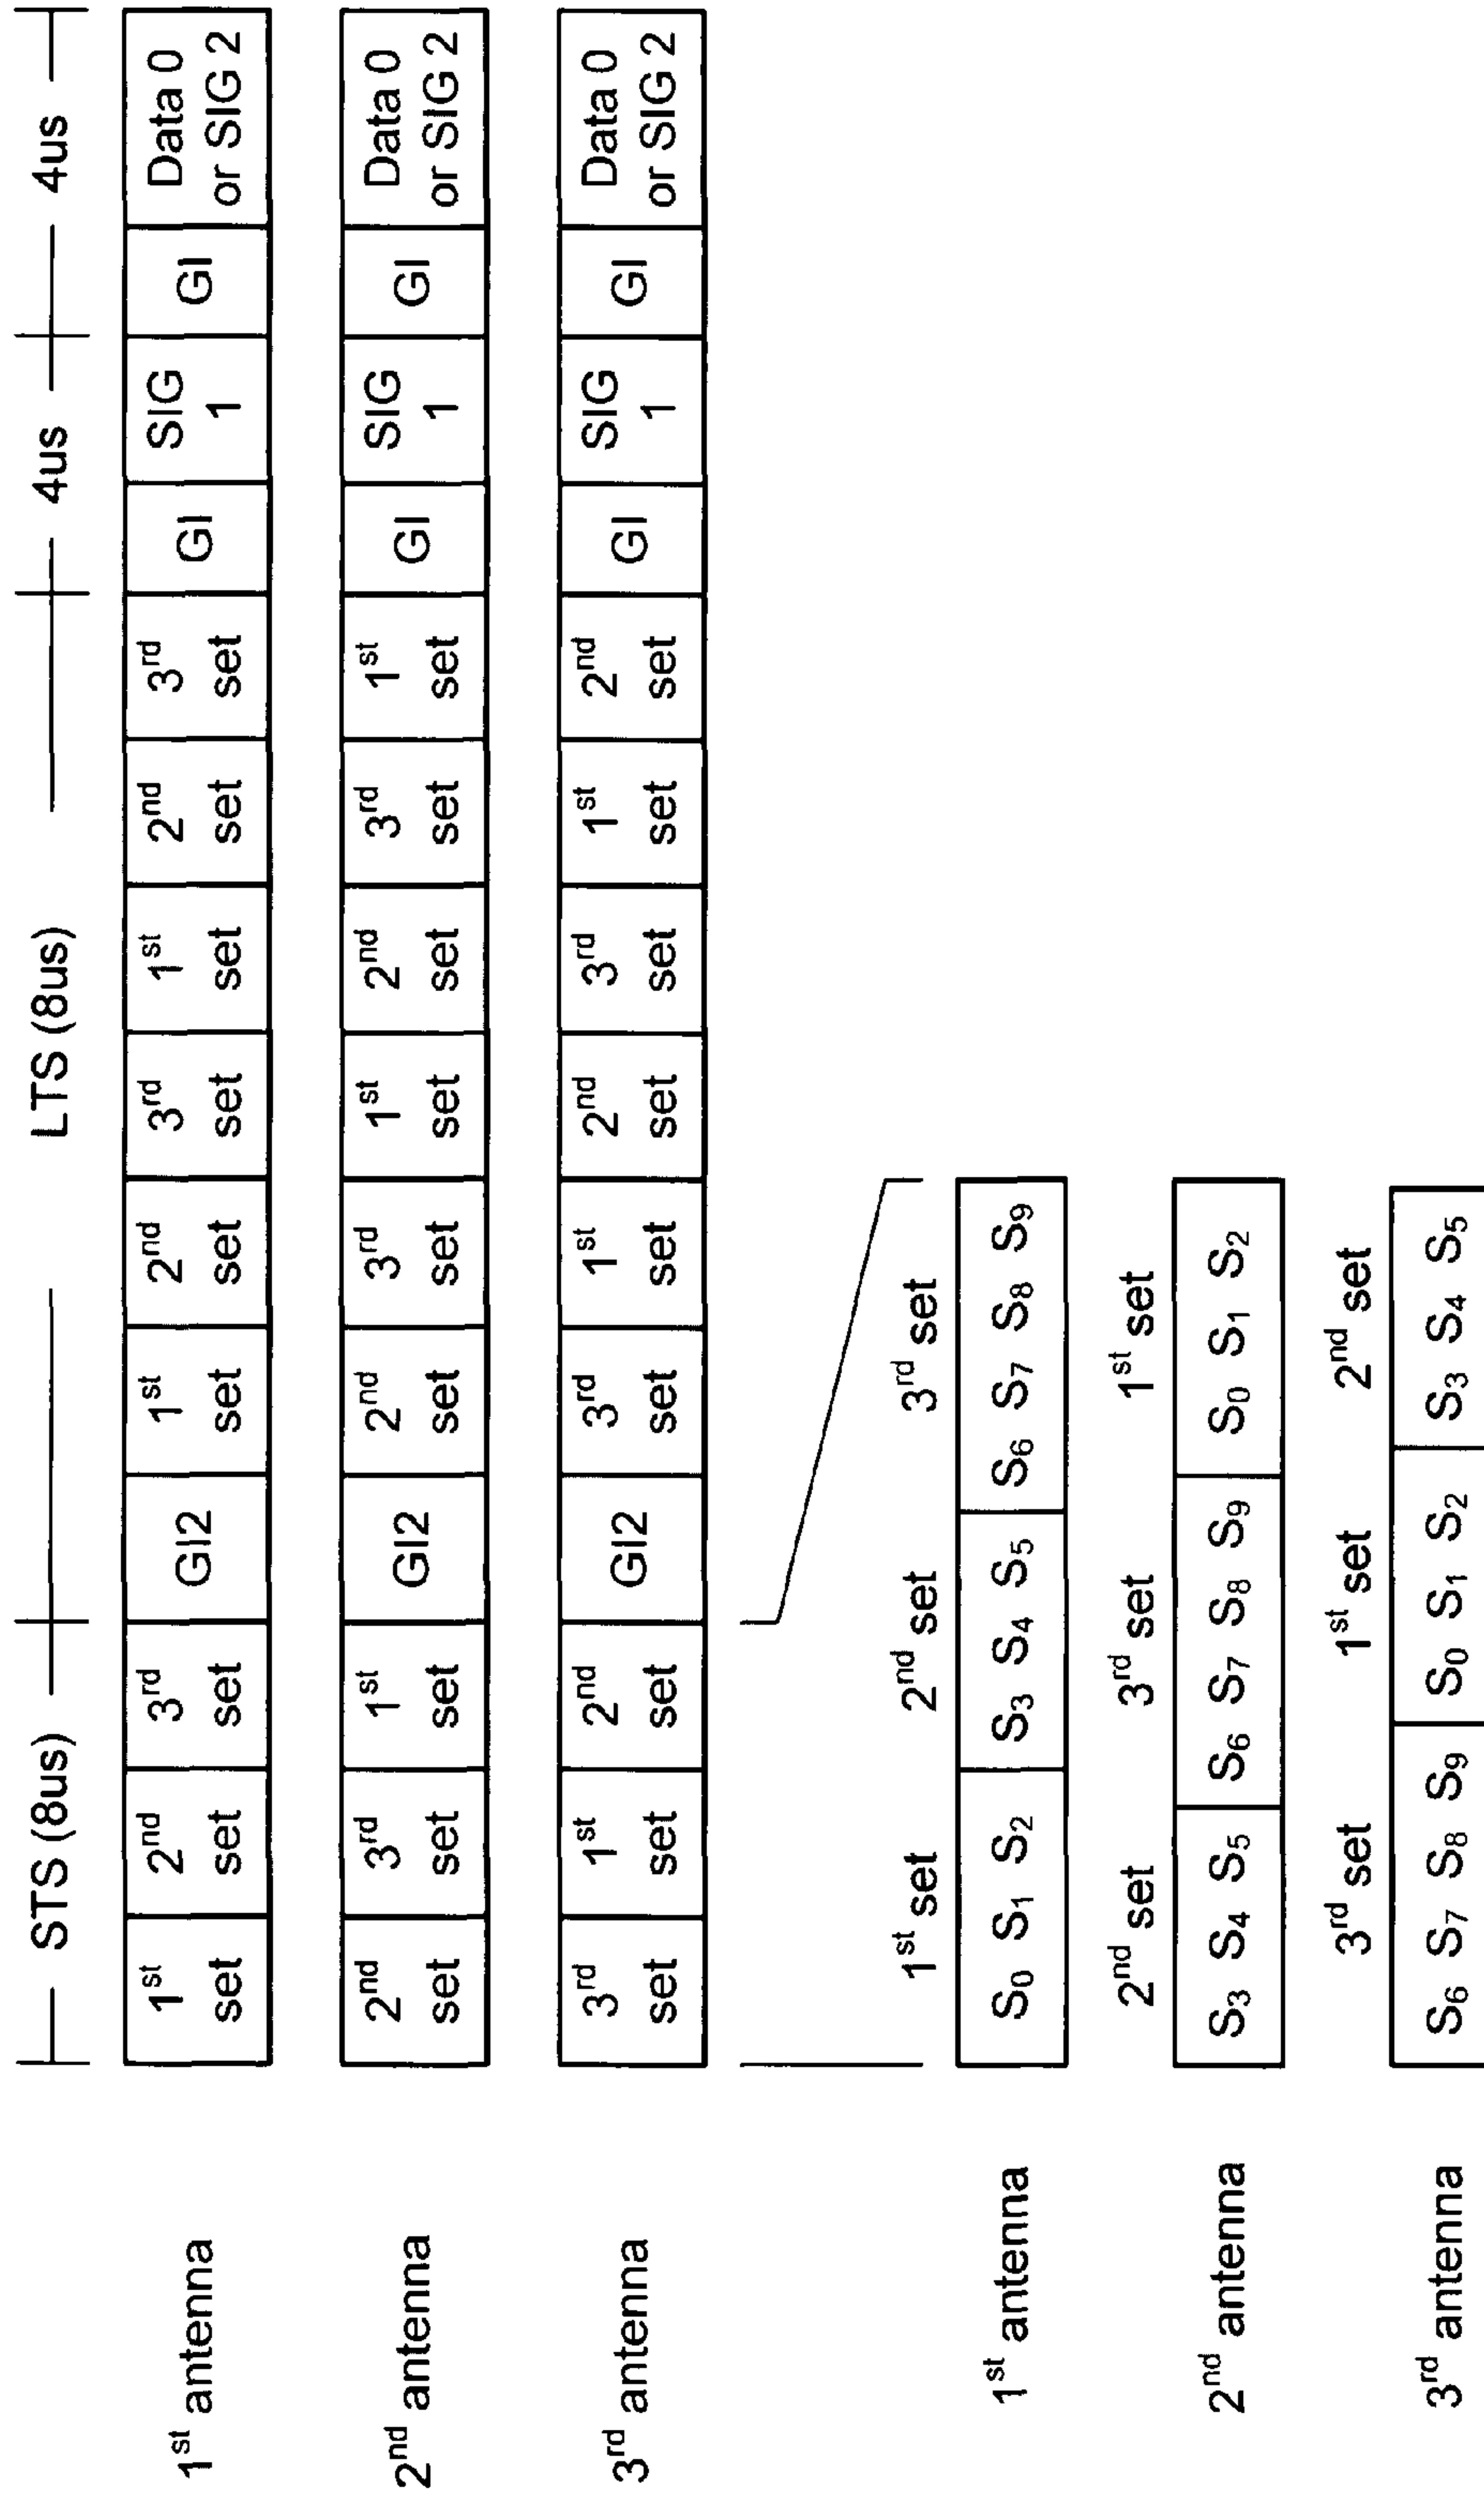 STS (8us) LTS (8us) 4us 4us
1st antenna 1st set 2nd set 3rd set GI2 1st set 2nd set 3rd set 1st set 2nd set 3rd set GI SIG 1 GI Data 0 or SIG 2
2nd antenna 2nd set 3rd set 1st set GI2 2nd set 3rd set 1st set 2nd set 3rd set 1st set GI SIG 1 GI Data 0 or SIG 2
3rd antenna 3rd set 1st set 2nd set GI2 3rd set 1st set 2nd set 3rd set 1st set 2nd set GI SIG 1 GI Data 0 or SIG 2
1st set 2nd set 3rd set
1st antenna S0 S1 S2 S3 S4 S5 S6 S7 S8 S9
2nd set 3rd set 1st set
2nd antenna S3 S4 S5 S6 S7 S8 S9 S0 S1 S2
3rd set 1st set 2nd set
3rd antenna S6 S7 S8 S9 S0 S1 S2 S3 S4 S5